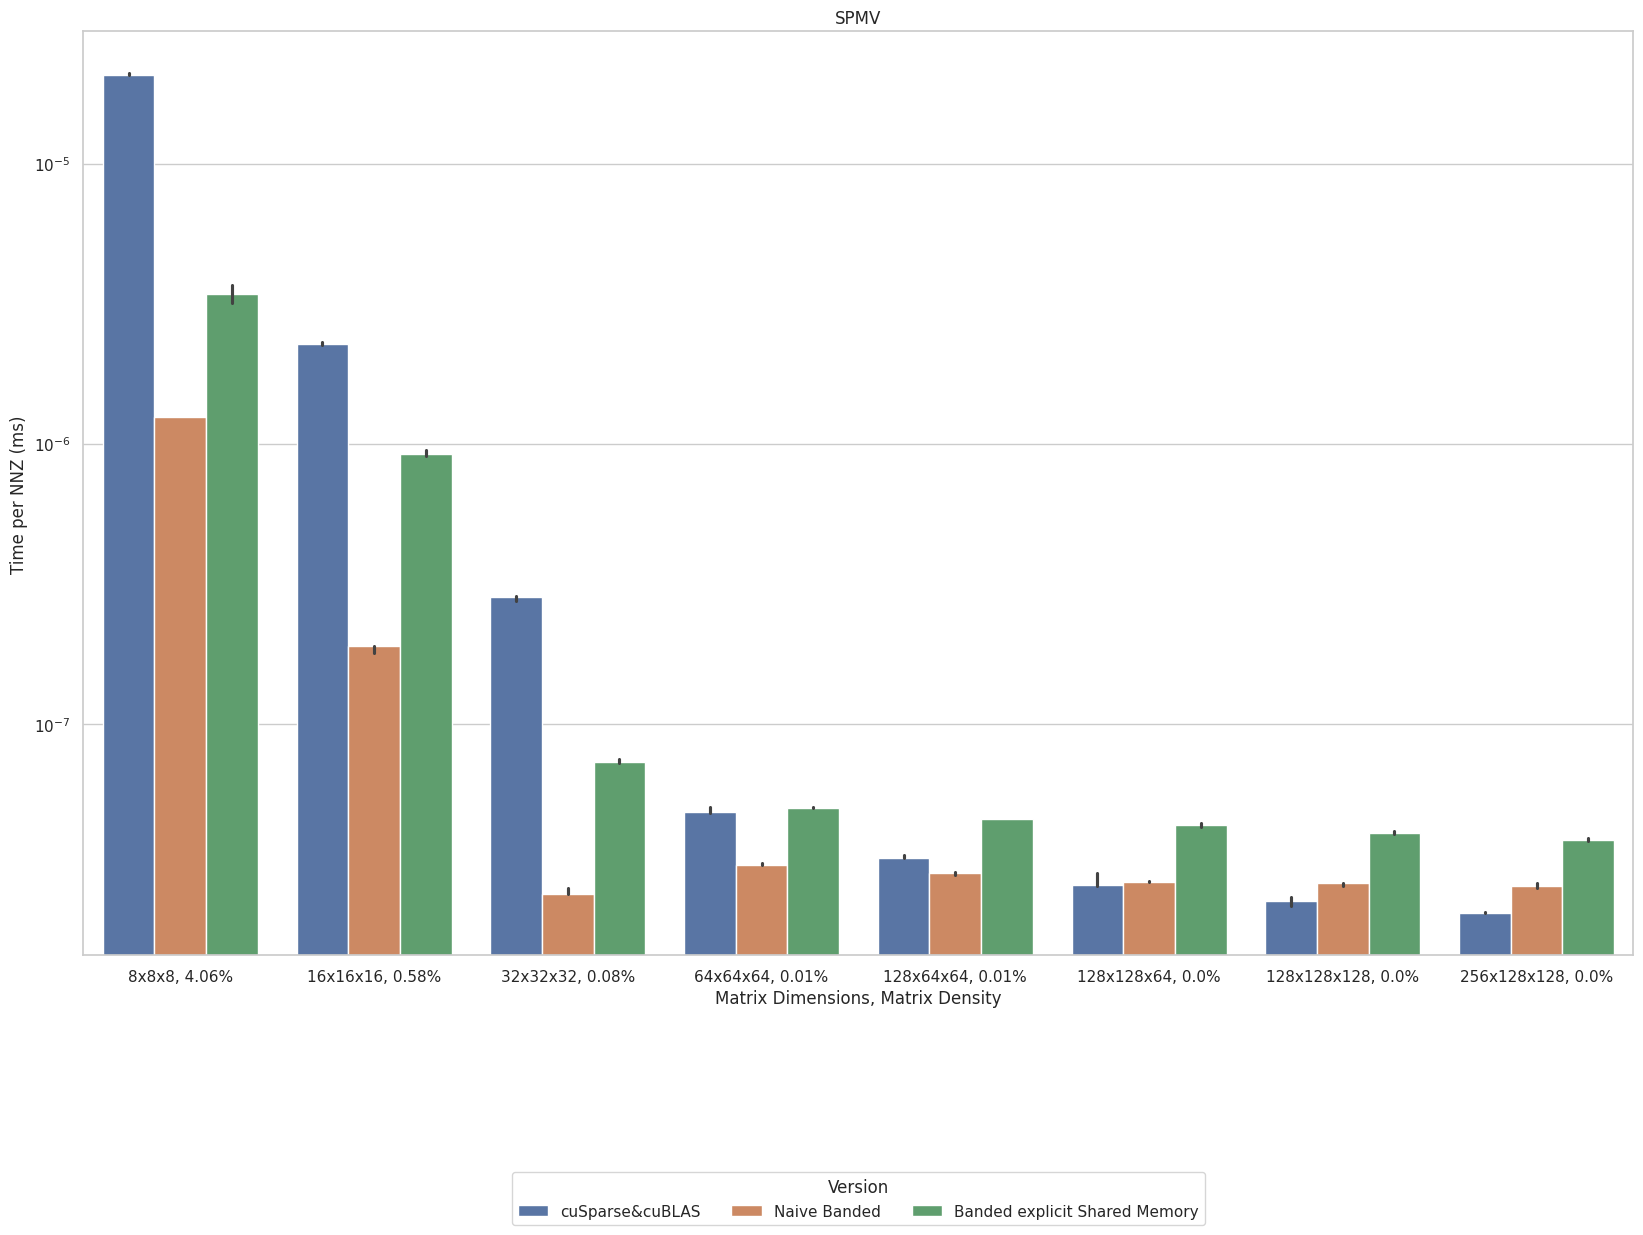 SPMV
Time per NNZ (ms)
10⁻⁵
10⁻⁶
10⁻⁷
8x8x8, 4.06%
16x16x16, 0.58%
32x32x32, 0.08%
64x64x64, 0.01%
128x64x64, 0.01%
128x128x64, 0.0%
128x128x128, 0.0%
256x128x128, 0.0%
Matrix Dimensions, Matrix Density
Version
cuSparse&cuBLAS
Naive Banded
Banded explicit Shared Memory